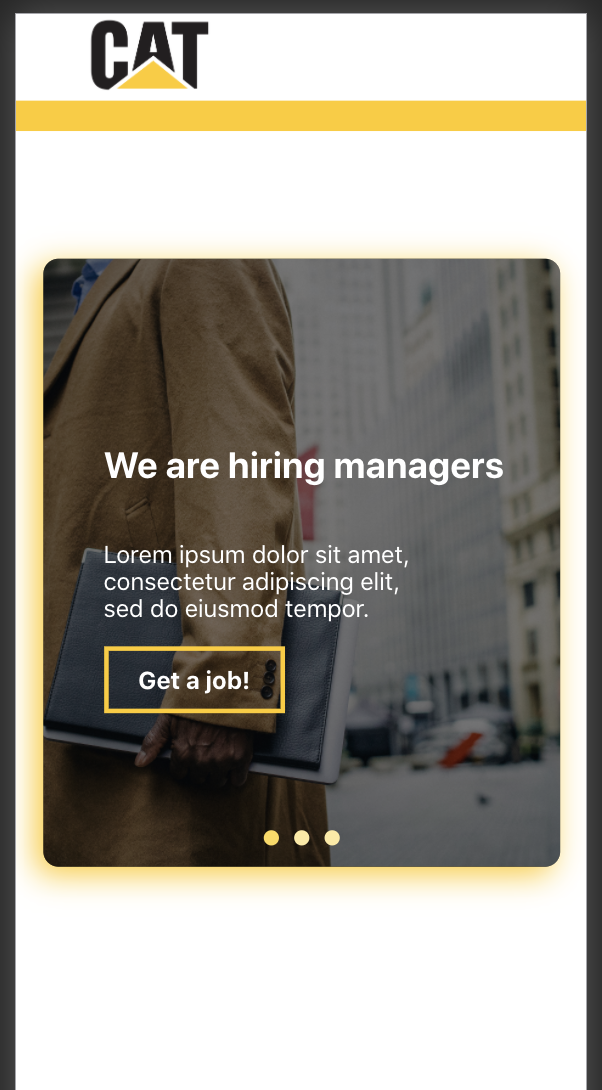 CAT
We are hiring managers
Lorem ipsum dolor sit amet,
consectetur adipiscing elit,
sed do eiusmod tempor.
Get a job!